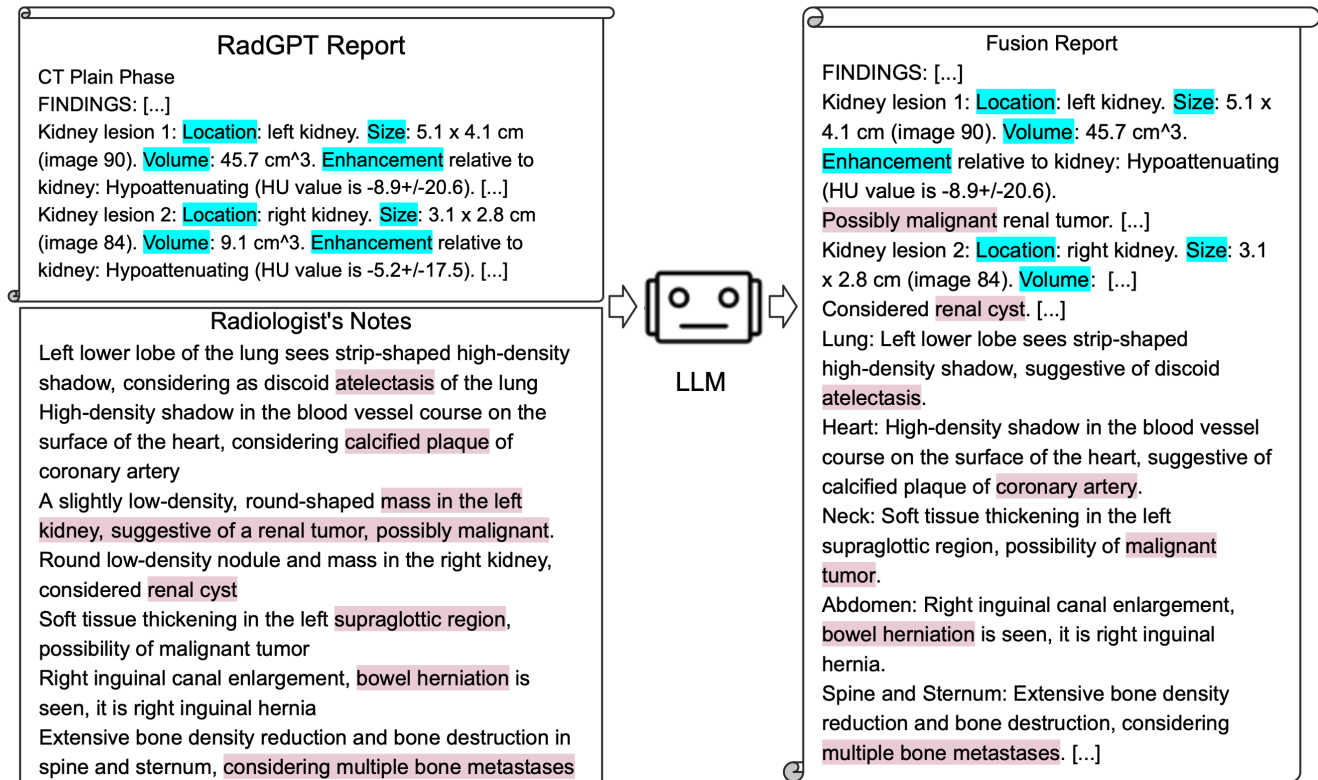 RadGPT Report
CT Plain Phase
FINDINGS: [...]
Kidney lesion 1: Location: left kidney. Size: 5.1 x 4.1 cm
(image 90). Volume: 45.7 cm^3. Enhancement relative to
kidney: Hypoattenuating (HU value is -8.9+/-20.6). [...]
Kidney lesion 2: Location: right kidney. Size: 3.1 x 2.8 cm
(image 84). Volume: 9.1 cm^3. Enhancement relative to
kidney: Hypoattenuating (HU value is -5.2+/-17.5). [...]
Radiologist's Notes
Left lower lobe of the lung sees strip-shaped high-density
shadow, considering as discoid atelectasis of the lung
High-density shadow in the blood vessel course on the
surface of the heart, considering calcified plaque of
coronary artery
A slightly low-density, round-shaped mass in the left
kidney, suggestive of a renal tumor, possibly malignant.
Round low-density nodule and mass in the right kidney,
considered renal cyst
Soft tissue thickening in the left supraglottic region,
possibility of malignant tumor
Right inguinal canal enlargement, bowel herniation is
seen, it is right inguinal hernia
Extensive bone density reduction and bone destruction in
spine and sternum, considering multiple bone metastases
LLM
Fusion Report
FINDINGS: [...]
Kidney lesion 1: Location: left kidney. Size: 5.1 x
4.1 cm (image 90). Volume: 45.7 cm^3.
Enhancement relative to kidney: Hypoattenuating
(HU value is -8.9+/-20.6).
Possibly malignant renal tumor. [...]
Kidney lesion 2: Location: right kidney. Size: 3.1
x 2.8 cm (image 84). Volume: [...]
Considered renal cyst. [...]
Lung: Left lower lobe sees strip-shaped
high-density shadow, suggestive of discoid
atelectasis.
Heart: High-density shadow in the blood vessel
course on the surface of the heart, suggestive of
calcified plaque of coronary artery.
Neck: Soft tissue thickening in the left
supraglottic region, possibility of malignant
tumor.
Abdomen: Right inguinal canal enlargement,
bowel herniation is seen, it is right inguinal
hernia.
Spine and Sternum: Extensive bone density
reduction and bone destruction, considering
multiple bone metastases. [...]